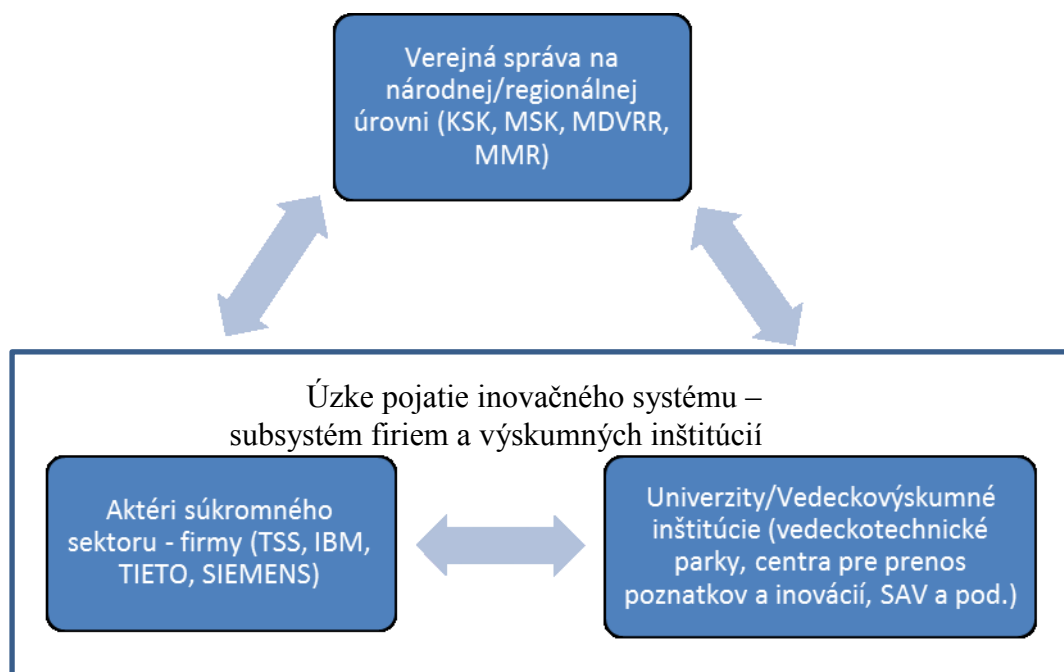 Verejná správa na
národnej/regionálnej
úrovni (KSK, MSK, MDVRR,
MMR)
Úzke pojatie inovačného systému –
subsystém firiem a výskumných inštitúcií
Aktéri súkromného
sektoru - firmy (TSS, IBM,
TIETO, SIEMENS)
Univerzity/Vedeckovýskumné
inštitúcie (vedeckotechnické
parky, centra pre prenos
poznatkov a inovácií, SAV a pod.)